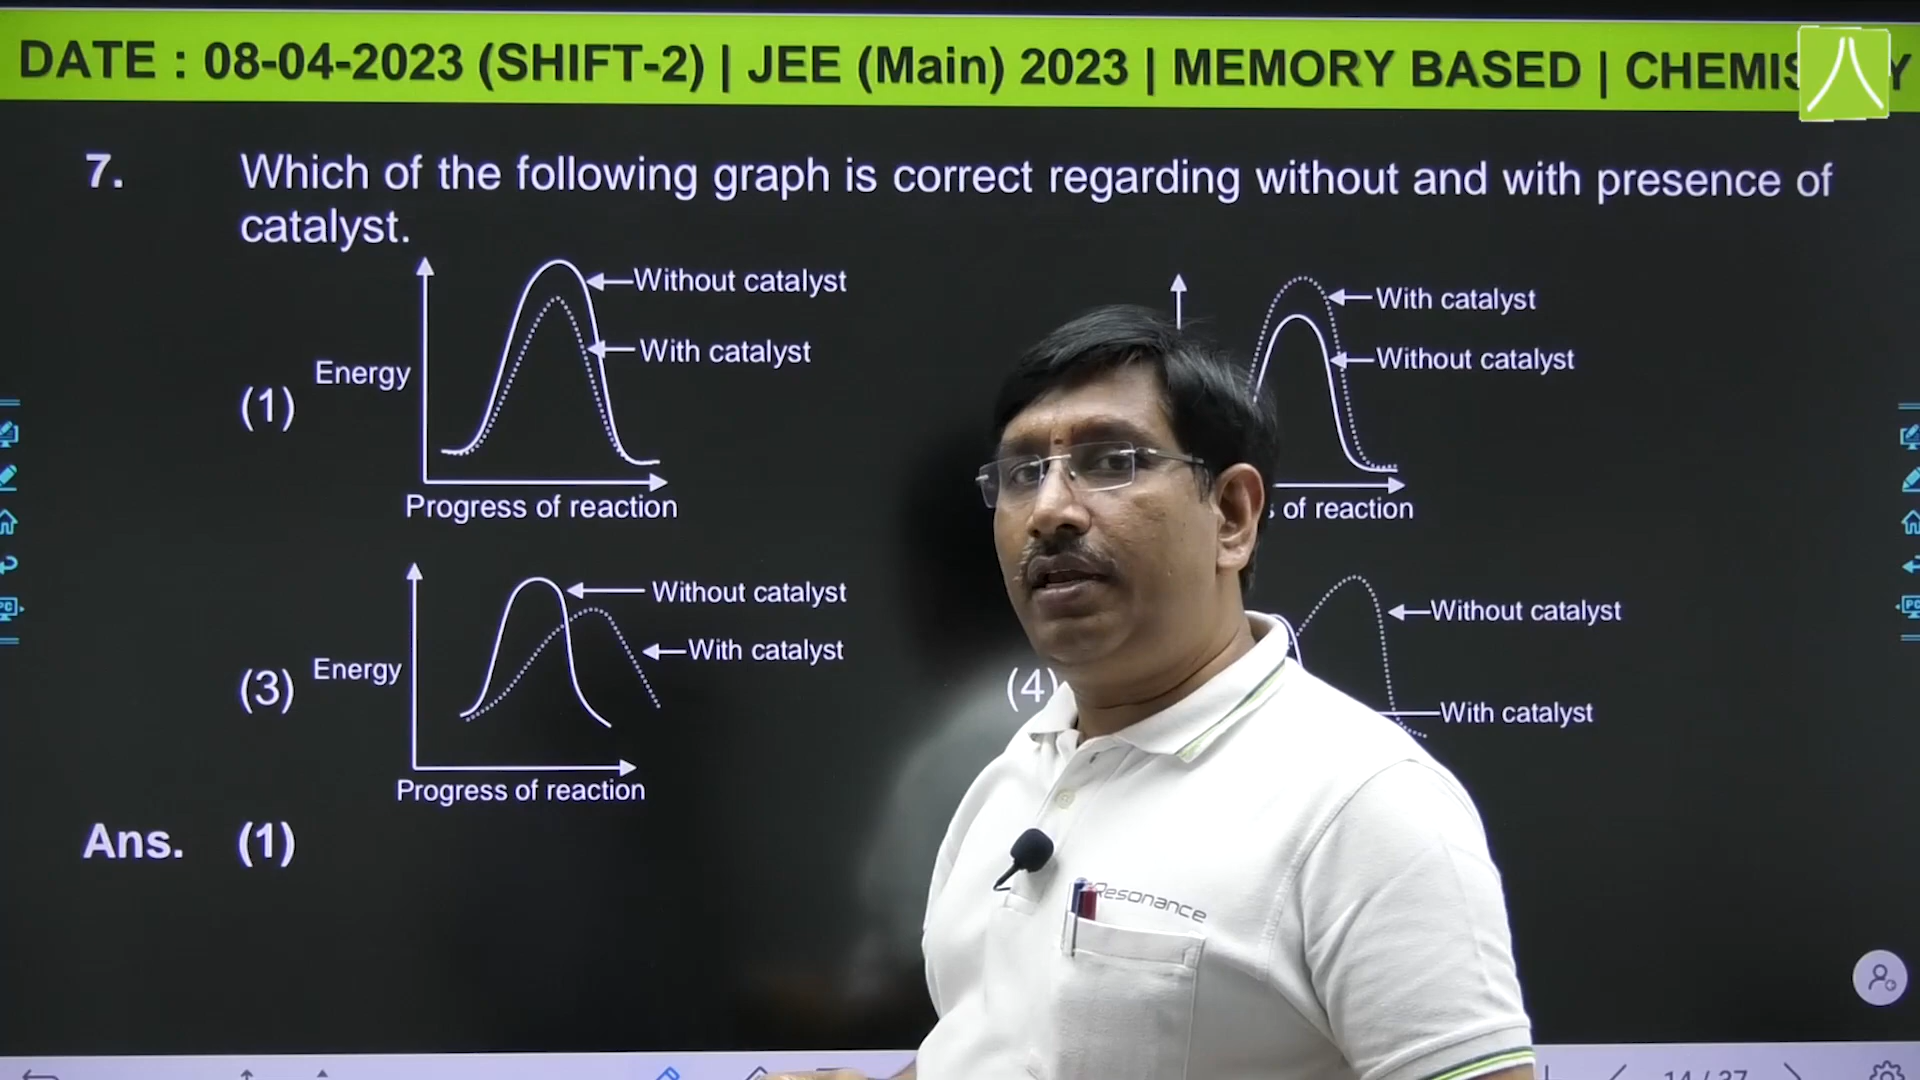 DATE : 08-04-2023 (SHIFT-2) | JEE (Main) 2023 | MEMORY BASED | CHEMIS Y
7. Which of the following graph is correct regarding without and with presence of
catalyst.
(1)
Energy
Without catalyst
With catalyst
Progress of reaction
With catalyst
Without catalyst
of reaction
(3)
Energy
Without catalyst
With catalyst
Progress of reaction
(4)
Without catalyst
With catalyst
Ans. (1)
Resonance
14 / 37